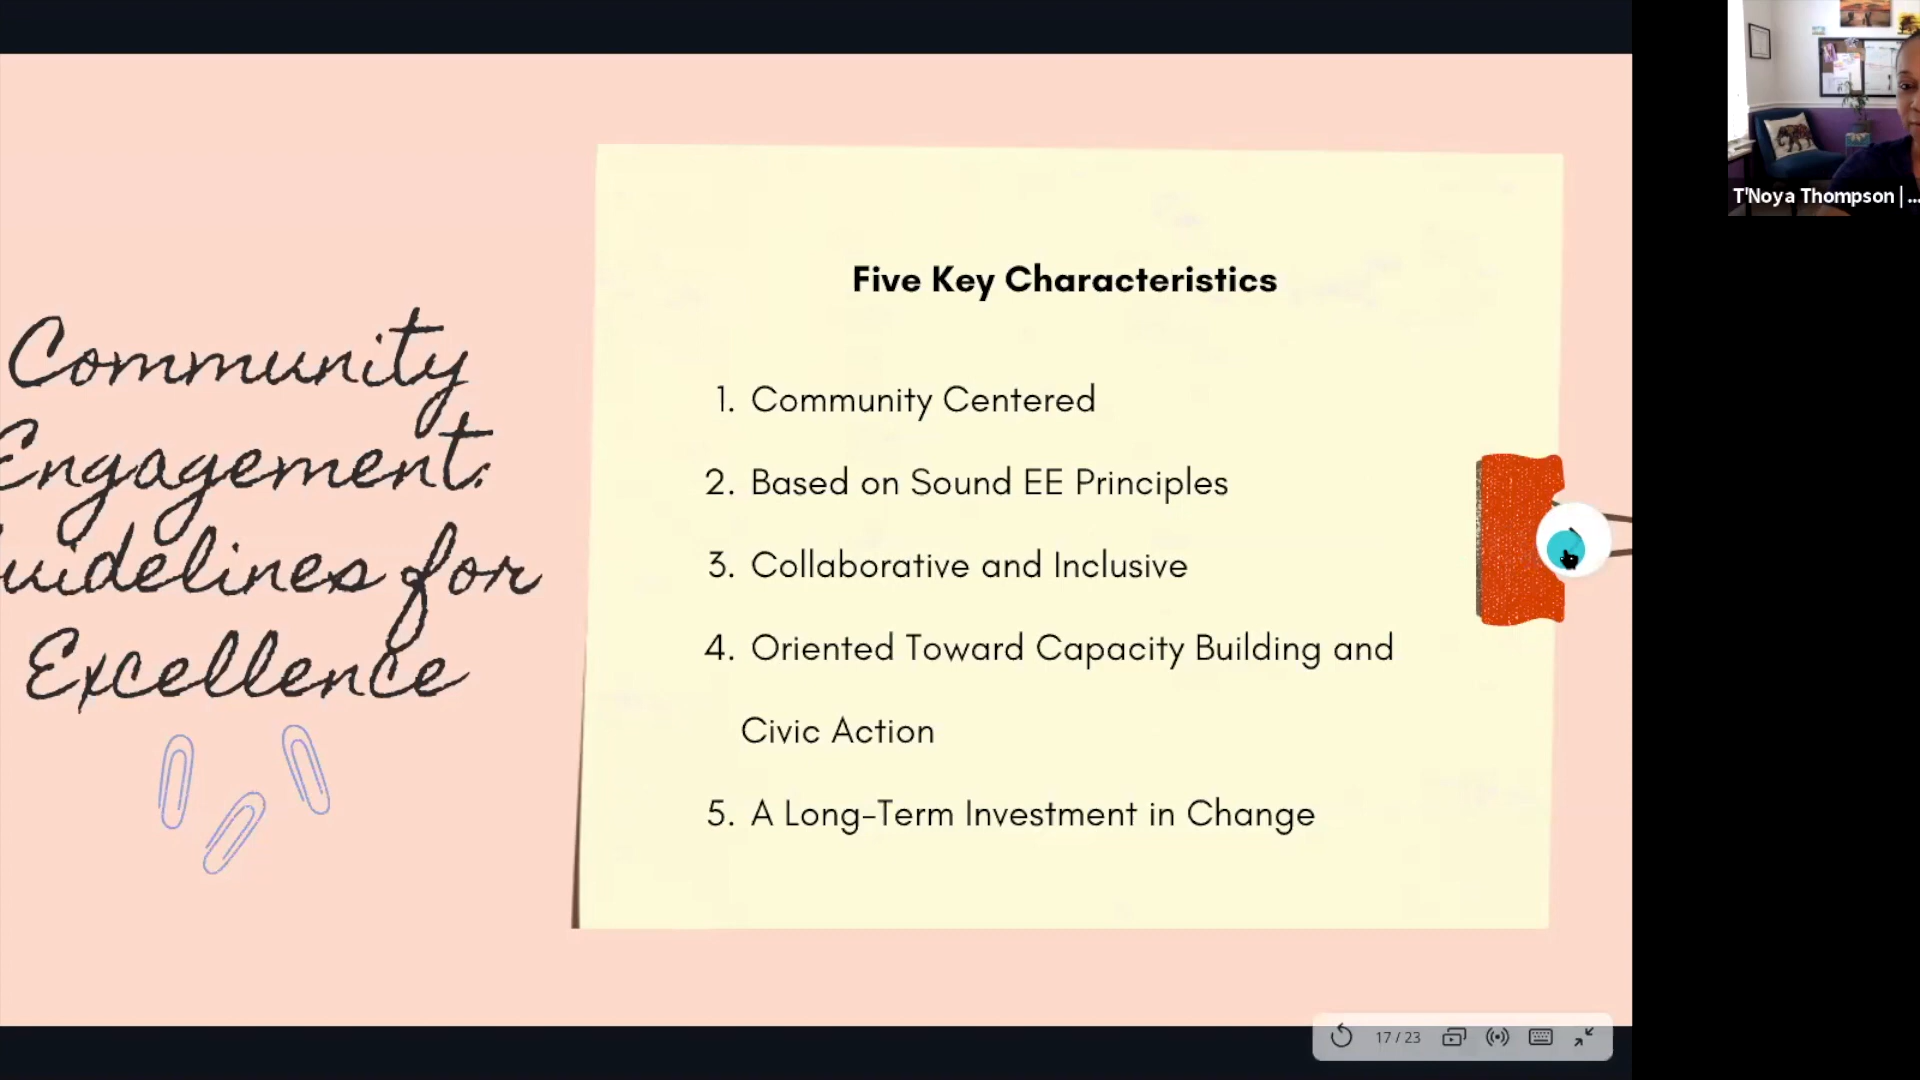 Community
Engagement:
uidelines for
Excellence
Five Key Characteristics
1. Community Centered
2. Based on Sound EE Principles
3. Collaborative and Inclusive
4. Oriented Toward Capacity Building and
Civic Action
5. A Long-Term Investment in Change
T'Noya Thompson | ...
17 / 23